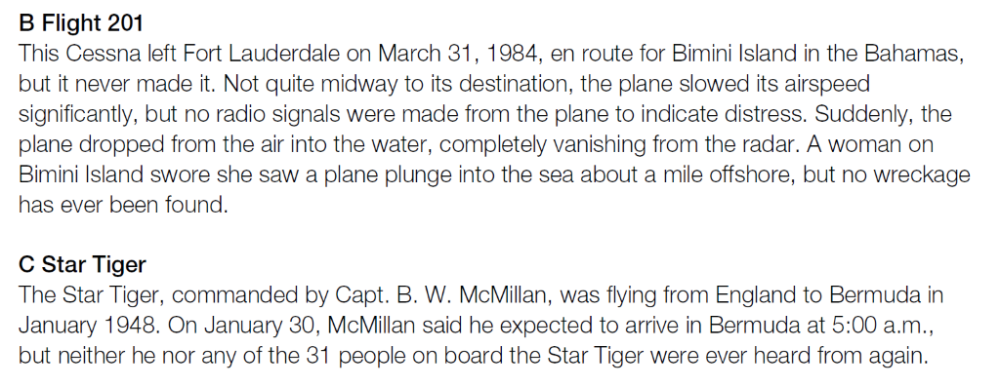 B Flight 201
This Cessna left Fort Lauderdale on March 31, 1984, en route for Bimini Island in the Bahamas,
but it never made it. Not quite midway to its destination, the plane slowed its airspeed
significantly, but no radio signals were made from the plane to indicate distress. Suddenly, the
plane dropped from the air into the water, completely vanishing from the radar. A woman on
Bimini Island swore she saw a plane plunge into the sea about a mile offshore, but no wreckage
has ever been found.
C Star Tiger
The Star Tiger, commanded by Capt. B. W. McMillan, was flying from England to Bermuda in
January 1948. On January 30, McMillan said he expected to arrive in Bermuda at 5:00 a.m.,
but neither he nor any of the 31 people on board the Star Tiger were ever heard from again.